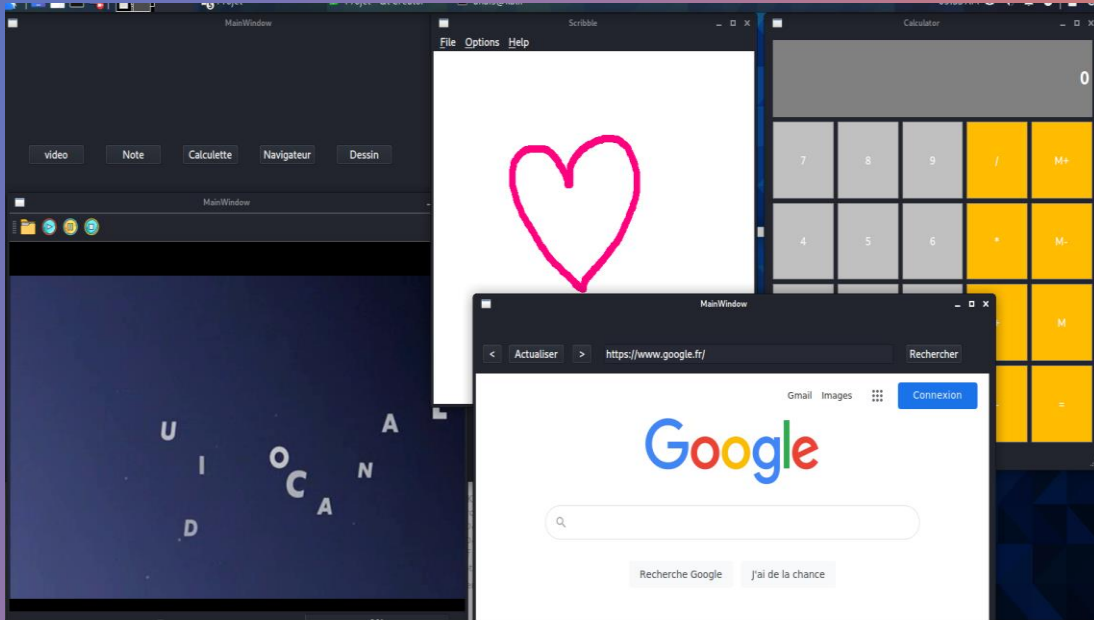 MainWindow
video Note Calculette Navigateur Dessin
MainWindow
U I D O C A N A L
Scribble
File Options Help
Calculator
0
7 8 9 / M+
4 5 6 * M-
M
=
MainWindow
< Actualiser > https://www.google.fr/ Rechercher
Gmail Images Connexion
Google
Recherche Google J'ai de la chance